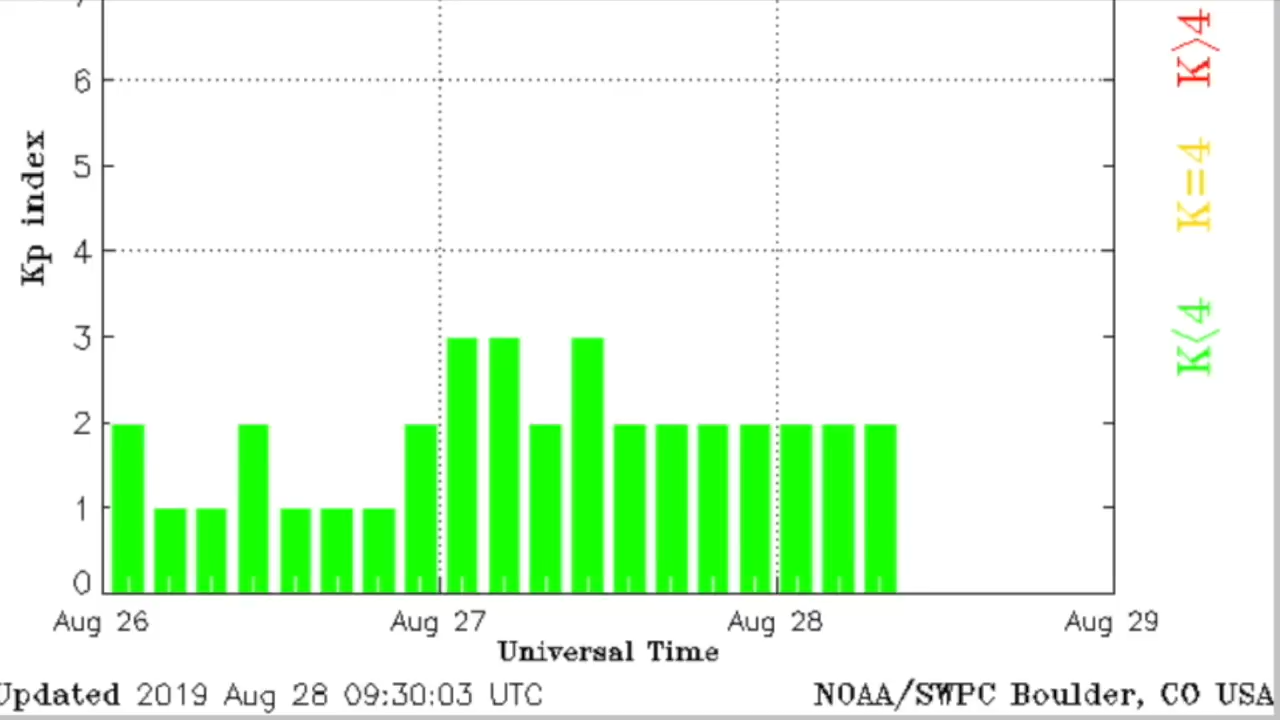 7
6
5
4
3
2
1
0
Kp index
Aug 26 Aug 27 Aug 28 Aug 29
Universal Time
K>4
K=4
K<4
Updated 2019 Aug 28 09:30:03 UTC
NOAA/SWPC Boulder, CO USA